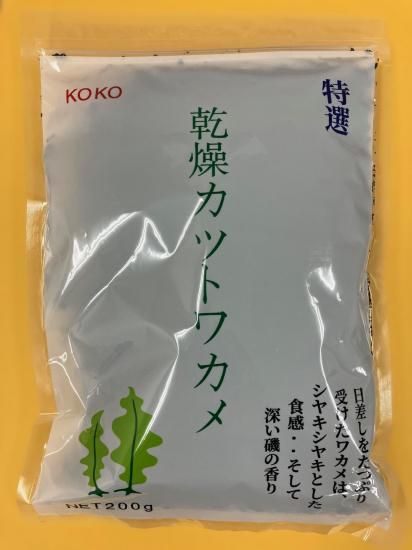 KOKO
特選
乾燥カットワカメ
日差しをたっぷり
受けたワカメは、
シャキシャキとした
食感・・そして
深い磯の香り
NET200g